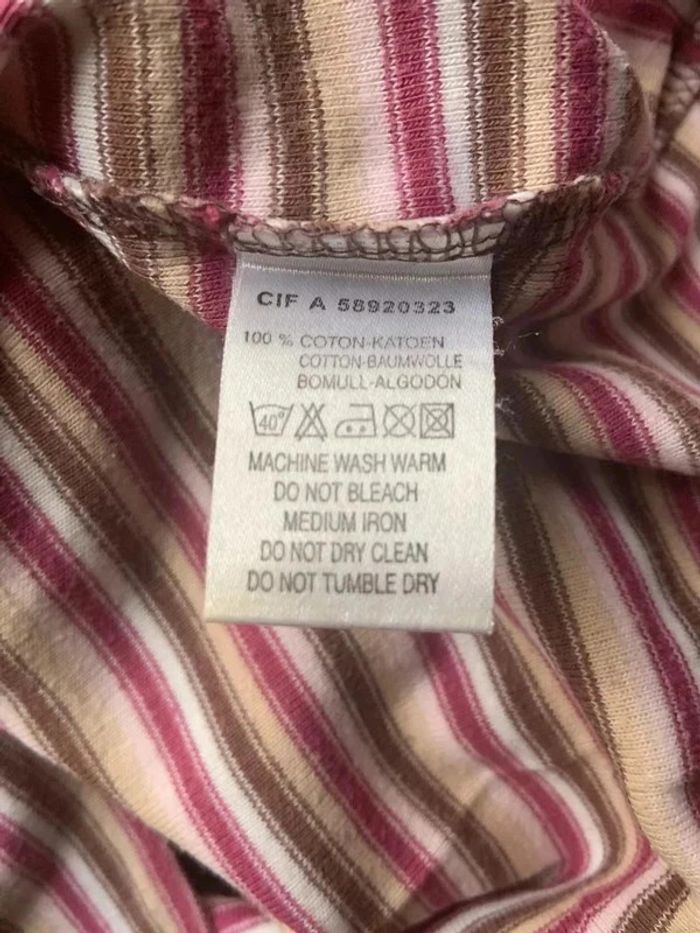 CIF A 58920323
100 % COTON-KATOEN
COTTON-BAUMWOLLE
BOMULL-ALGODÓN
40°
MACHINE WASH WARM
DO NOT BLEACH
MEDIUM IRON
DO NOT DRY CLEAN
DO NOT TUMBLE DRY